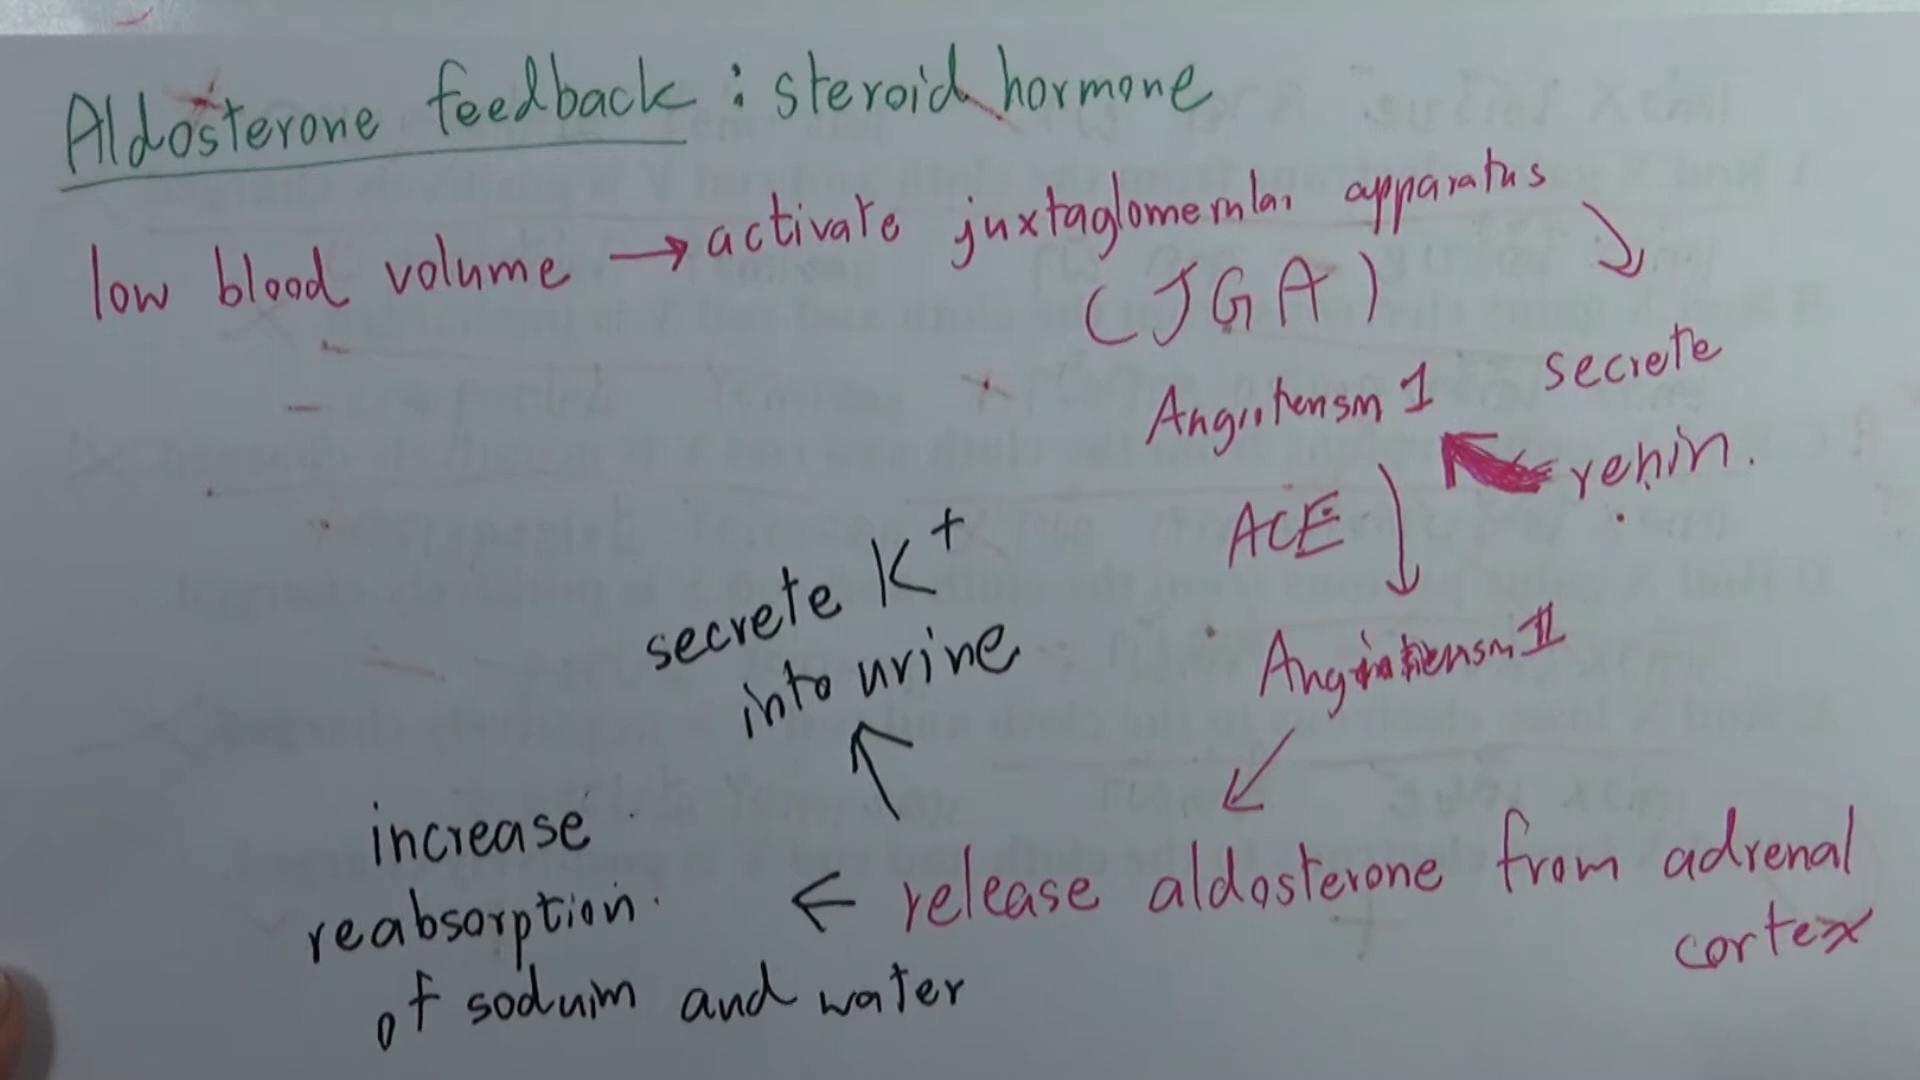 Aldosterone feedback : steroid hormone
low blood volume → activate juxtaglomerular apparatus
(JGA)
secrete
renin.
Angiotensin 1
ACE
Angiotensin II
release aldosterone from adrenal
cortex
secrete K+
into urine
increase
reabsorption
of soduim and water